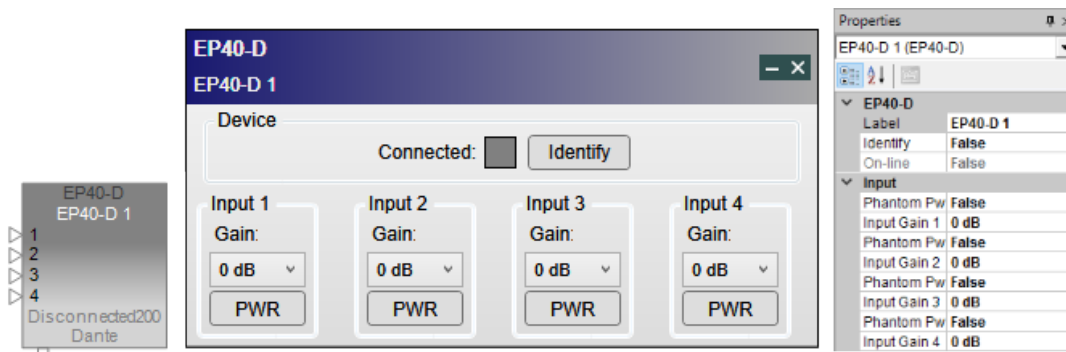 EP40-D
EP40-D 1
1
2
3
4
Disconnected200
Dante
EP40-D
EP40-D 1
Device
Connected:
Identify
Input 1
Gain:
0 dB
PWR
Input 2
Gain:
0 dB
PWR
Input 3
Gain:
0 dB
PWR
Input 4
Gain:
0 dB
PWR
Properties
EP40-D 1 (EP40-D)
EP40-D
Label EP40-D 1
Identify False
On-line False
Input
Phantom Pw False
Input Gain 1 0 dB
Phantom Pw False
Input Gain 2 0 dB
Phantom Pw False
Input Gain 3 0 dB
Phantom Pw False
Input Gain 4 0 dB